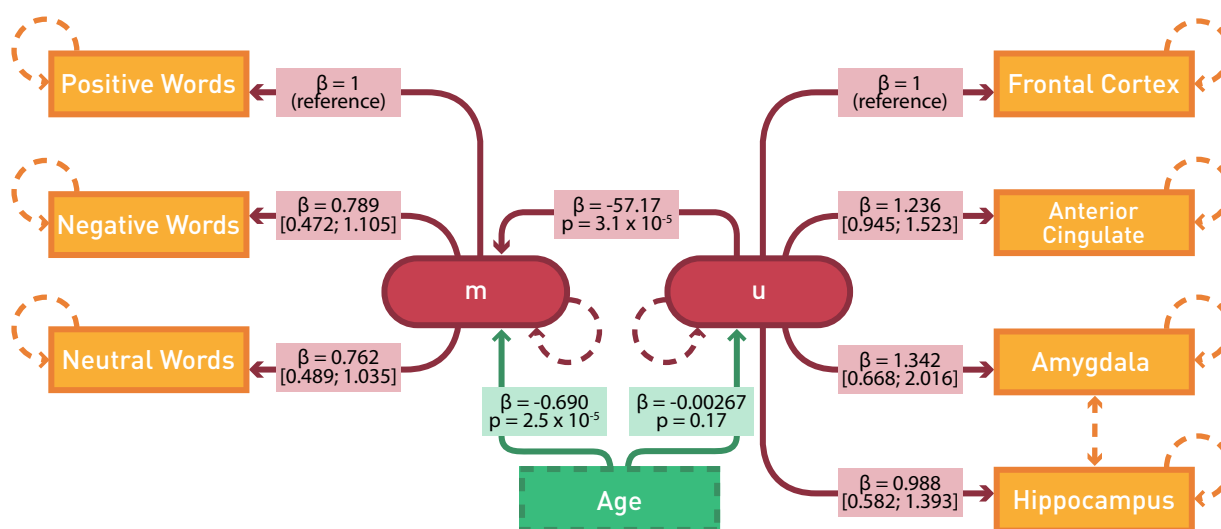 Positive Words
β = 1
(reference)
β = 1
(reference)
Frontal Cortex
Negative Words
β = 0.789
[0.472; 1.105]
β = -57.17
p = 3.1 x 10⁻⁵
β = 1.236
[0.945; 1.523]
Anterior
Cingulate
m
u
Neutral Words
β = 0.762
[0.489; 1.035]
β = 1.342
[0.668; 2.016]
Amygdala
β = -0.690
p = 2.5 x 10⁻⁵
β = -0.00267
p = 0.17
Age
β = 0.988
[0.582; 1.393]
Hippocampus